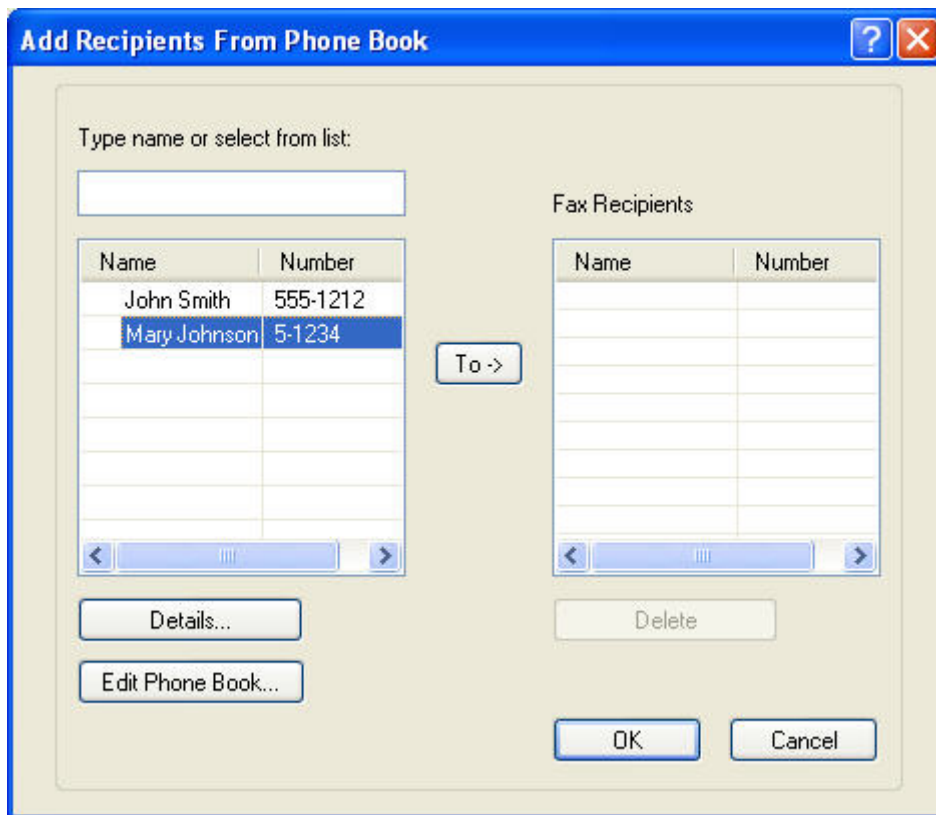 Add Recipients From Phone Book
Type name or select from list:
Fax Recipients
Name Number
John Smith 555-1212
Mary Johnson 5-1234
To ->
Name Number
Details...
Edit Phone Book...
Delete
OK Cancel